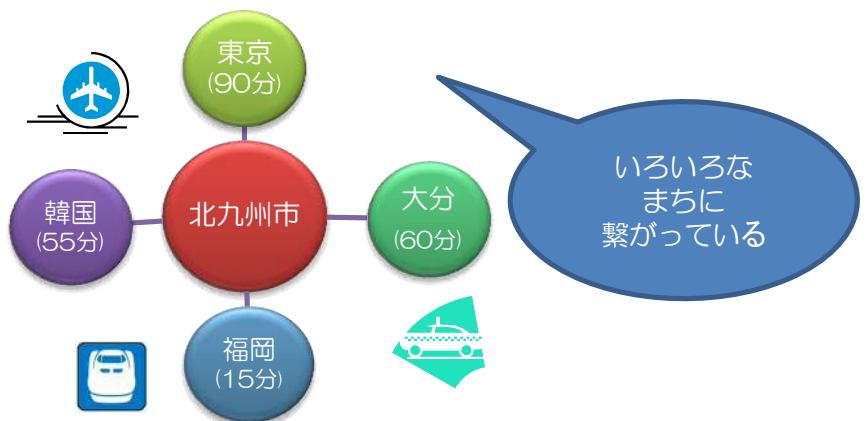 東京
(90分)
いろいろな
まちに
繋がっている
韓国
(55分)
北九州市
大分
(60分)
福岡
(15分)